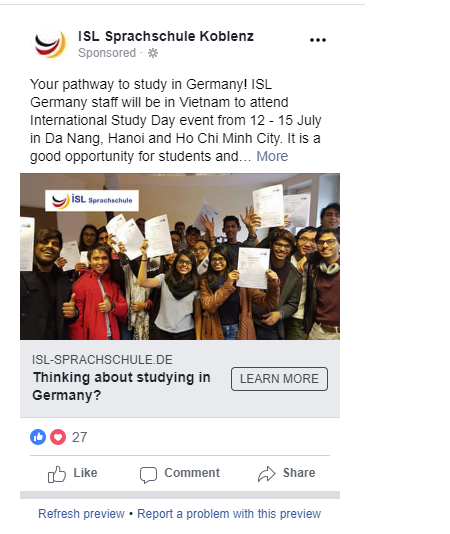 ISL Sprachschule Koblenz
Sponsored ·
Your pathway to study in Germany! ISL
Germany staff will be in Vietnam to attend
International Study Day event from 12 - 15 July
in Da Nang, Hanoi and Ho Chi Minh City. It is a
good opportunity for students and… More
iSL Sprachschule
ISL-SPRACHSCHULE.DE
Thinking about studying in
Germany?
LEARN MORE
27
Like Comment Share
Refresh preview • Report a problem with this preview